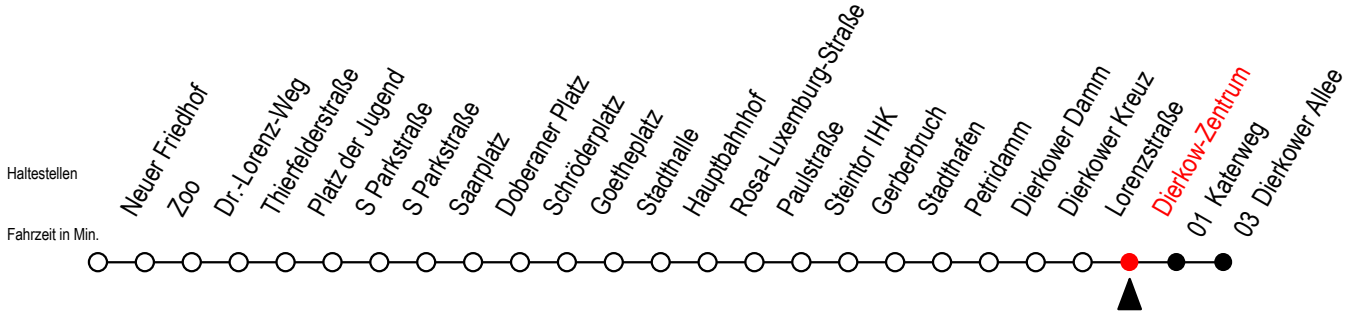 Haltestellen
Fahrzeit in Min.
Neuer Friedhof
Zoo
Dr.-Lorenz-Weg
Thierfelderstraße
Platz der Jugend
S Parkstraße
S Parkstraße
Saarplatz
Doberaner Platz
Schröderplatz
Goetheplatz
Stadthalle
Hauptbahnhof
Rosa-Luxemburg-Straße
Paulstraße
Steintor IHK
Gerberbruch
Stadthafen
Petridamm
Dierkower Damm
Dierkower Kreuz
Lorenzstraße
Dierkow-Zentrum
01 Katerweg
03 Dierkower Allee